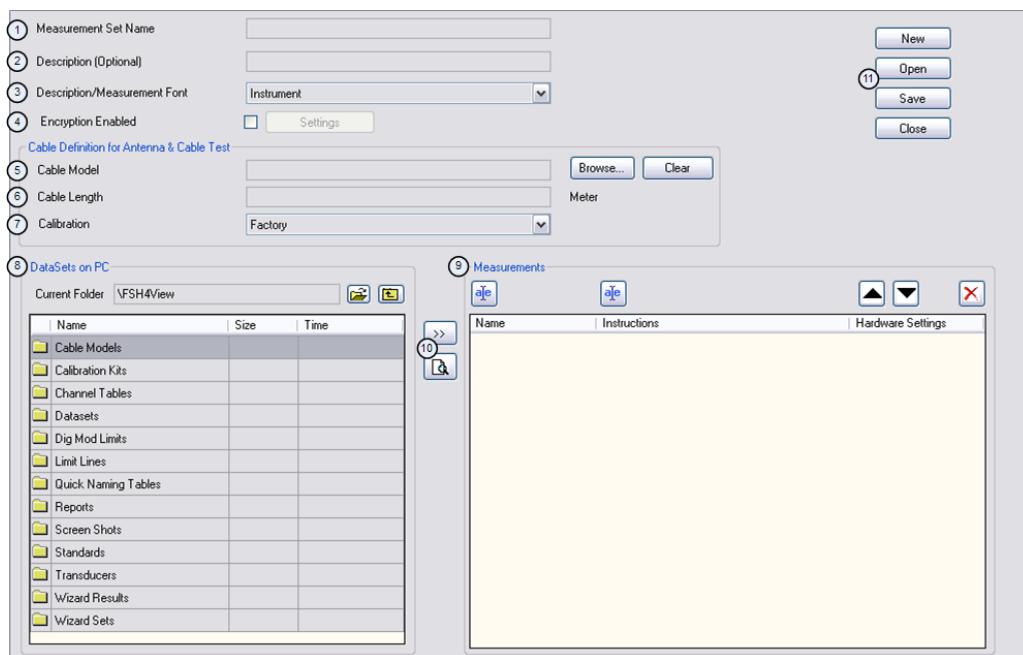 1 Measurement Set Name
2 Description (Optional)
3 Description/Measurement Font Instrument
4 Encryption Enabled Settings
New
Open
11
Save
Close
Cable Definition for Antenna & Cable Test
5 Cable Model Browse... Clear
6 Cable Length Meter
7 Calibration Factory
8 DataSets on PC
Current Folder \FSH4View
Name Size Time
Cable Models
Calibration Kits
Channel Tables
Datasets
Dig Mod Limits
Limit Lines
Quick Naming Tables
Reports
Screen Shots
Standards
Transducers
Wizard Results
Wizard Sets
>>
10
9 Measurements
a|e a|e
Name Instructions Hardware Settings